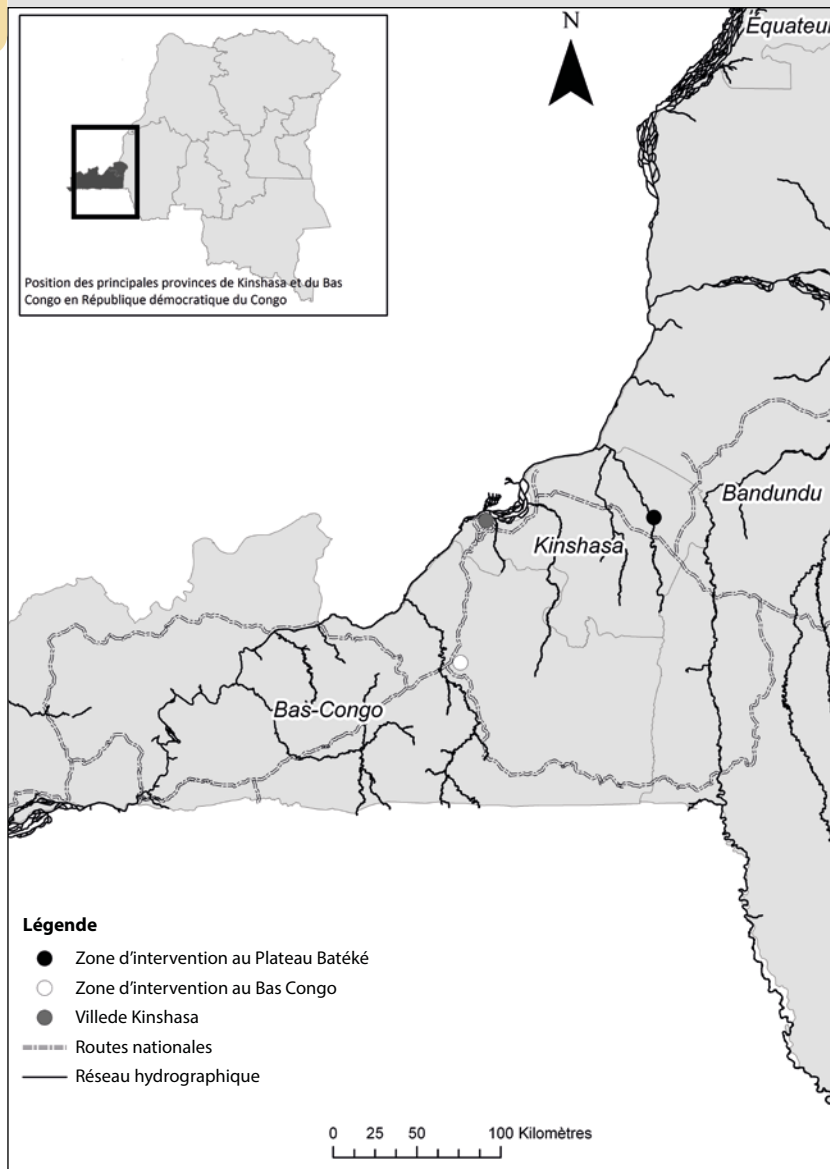 N
Équateur
Position des principales provinces de Kinshasa et du Bas
Congo en République démocratique du Congo
Bandundu
Kinshasa
Bas-Congo
Légende
Zone d'intervention au Plateau Batéké
Zone d'intervention au Bas Congo
Villede Kinshasa
Routes nationales
Réseau hydrographique
0 25 50 100 Kilomètres